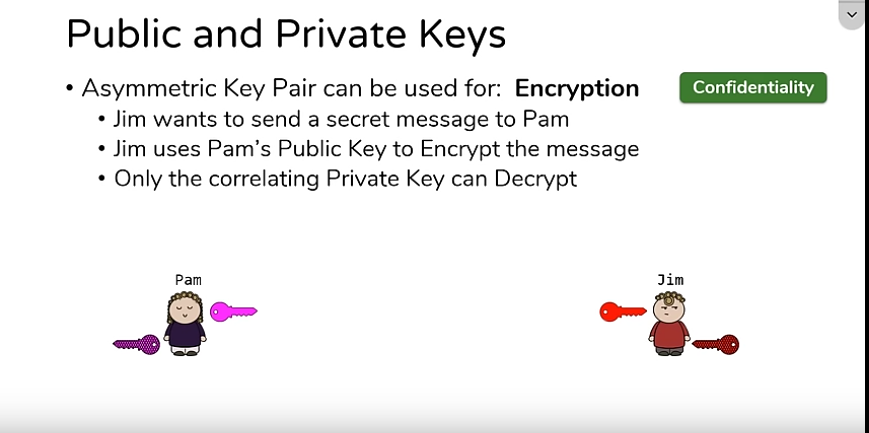 Public and Private Keys
• Asymmetric Key Pair can be used for: Encryption
Confidentiality
• Jim wants to send a secret message to Pam
• Jim uses Pam's Public Key to Encrypt the message
• Only the correlating Private Key can Decrypt
Pam
Jim